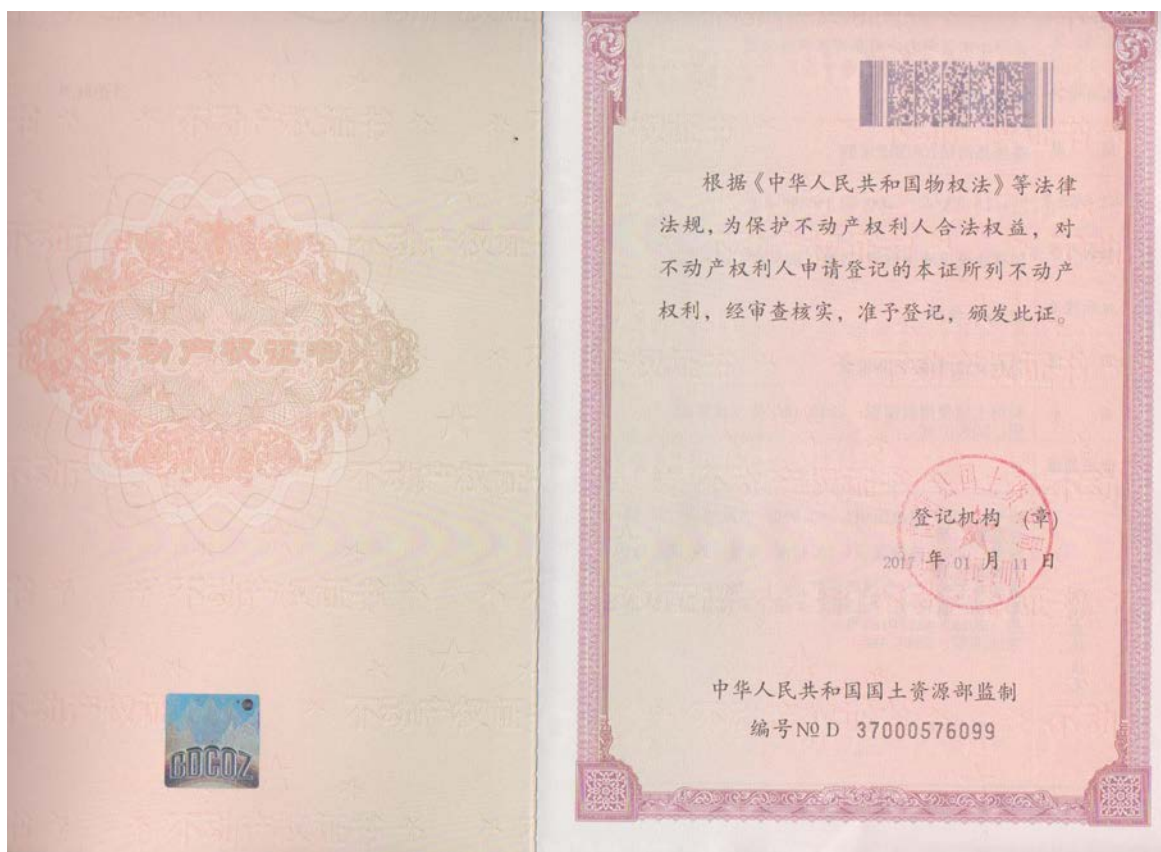 不动产权证书
BDCQZ
根据《中华人民共和国物权法》等法律
法规，为保护不动产权利人合法权益，对
不动产权利人申请登记的本证所列不动产
权利，经审查核实，准予登记，颁发此证。
登记机构 （章）
2017 年 01 月 11 日
中华人民共和国国土资源部监制
编号№ D 37000576099